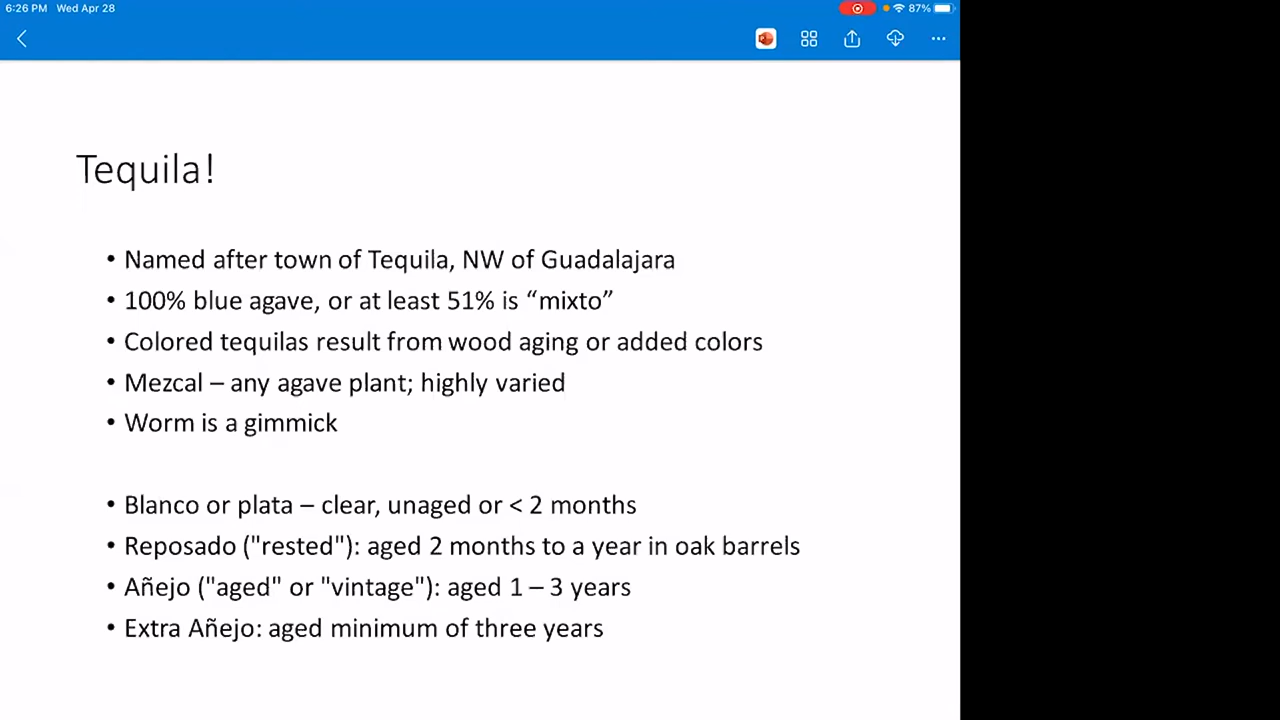 6:26 PM Wed Apr 28
87%
Tequila!
• Named after town of Tequila, NW of Guadalajara
• 100% blue agave, or at least 51% is “mixto”
• Colored tequilas result from wood aging or added colors
• Mezcal – any agave plant; highly varied
• Worm is a gimmick
• Blanco or plata – clear, unaged or < 2 months
• Reposado ("rested"): aged 2 months to a year in oak barrels
• Añejo ("aged" or "vintage"): aged 1 – 3 years
• Extra Añejo: aged minimum of three years